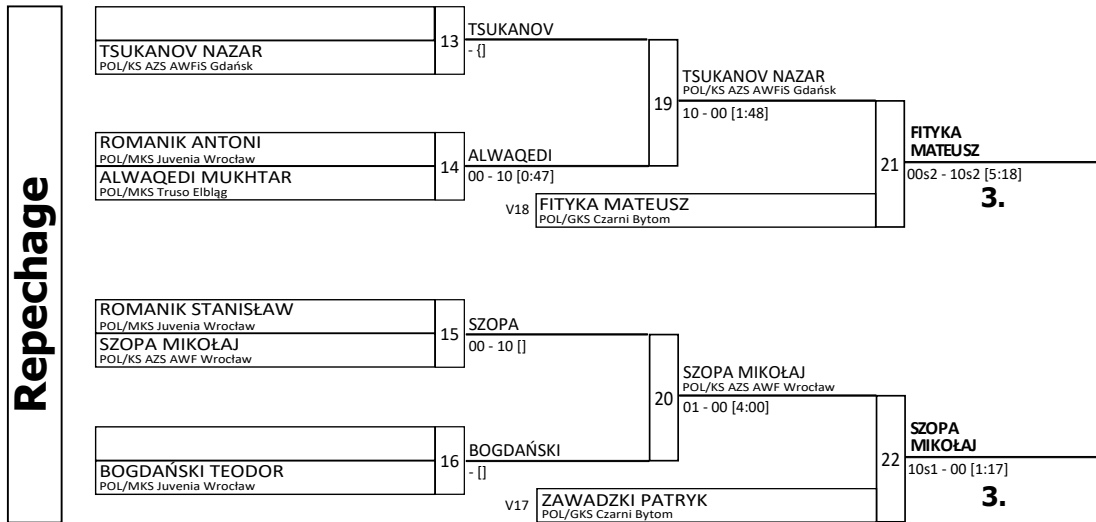 Repechage
13
TSUKANOV NAZAR
POL/KS AZS AWFiS Gdańsk
TSUKANOV
- {]
ROMANIK ANTONI
POL/MKS Juvenia Wrocław
ALWAQEDI MUKHTAR
POL/MKS Truso Elbląg
14
ALWAQEDI
00 - 10 [0:47]
19
TSUKANOV NAZAR
POL/KS AZS AWFiS Gdańsk
10 - 00 [1:48]
V18
FITYKA MATEUSZ
POL/GKS Czarni Bytom
21
FITYKA
MATEUSZ
00s2 - 10s2 [5:18]
3.
ROMANIK STANISŁAW
POL/MKS Juvenia Wrocław
SZOPA MIKOŁAJ
POL/KS AZS AWF Wrocław
15
SZOPA
00 - 10 []
16
BOGDAŃSKI TEODOR
POL/MKS Juvenia Wrocław
BOGDAŃSKI
- []
20
SZOPA MIKOŁAJ
POL/KS AZS AWF Wrocław
01 - 00 [4:00]
V17
ZAWADZKI PATRYK
POL/GKS Czarni Bytom
22
SZOPA
MIKOŁAJ
10s1 - 00 [1:17]
3.